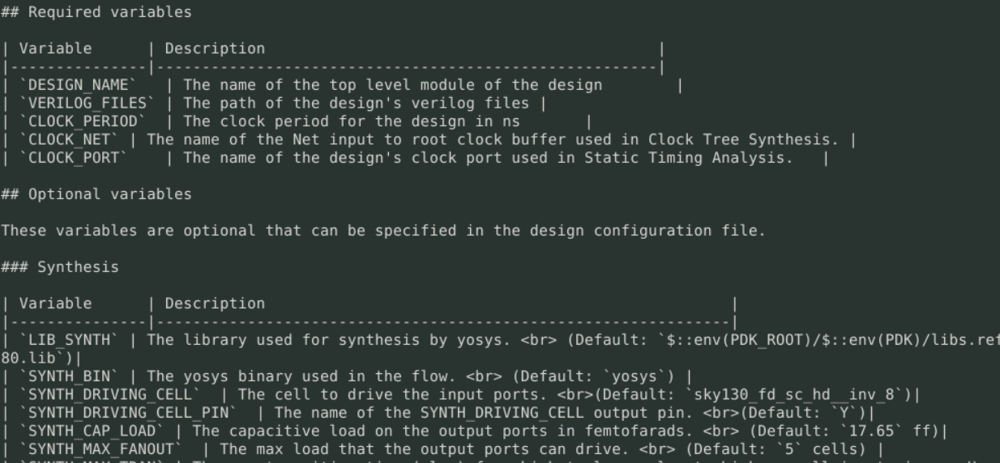 ## Required variables
| Variable      | Description                                           |
|---------------|-------------------------------------------------------|
| `DESIGN_NAME`   | The name of the top level module of the design        |
| `VERILOG_FILES` | The path of the design's verilog files |
| `CLOCK_PERIOD`  | The clock period for the design in ns       |
| `CLOCK_NET` | The name of the Net input to root clock buffer used in Clock Tree Synthesis. |
| `CLOCK_PORT`    | The name of the design's clock port used in Static Timing Analysis.   |
## Optional variables
These variables are optional that can be specified in the design configuration file.
### Synthesis
| Variable      | Description                                                   |
|---------------|---------------------------------------------------------------|
| `LIB_SYNTH` | The library used for synthesis by yosys. <br> (Default: `$::env(PDK_ROOT)/$::env(PDK)/libs.ref
80.lib`)|
| `SYNTH_BIN` | The yosys binary used in the flow. <br> (Default: `yosys`) |
| `SYNTH_DRIVING_CELL`  | The cell to drive the input ports. <br>(Default: `sky130_fd_sc_hd__inv_8`)|
| `SYNTH_DRIVING_CELL_PIN`  | The name of the SYNTH_DRIVING_CELL output pin. <br>(Default: `Y`)|
| `SYNTH_CAP_LOAD` | The capacitive load on the output ports in femtofarads. <br> (Default: `17.65` ff)|
| `SYNTH_MAX_FANOUT`  | The max load that the output ports can drive. <br> (Default: `5` cells) |